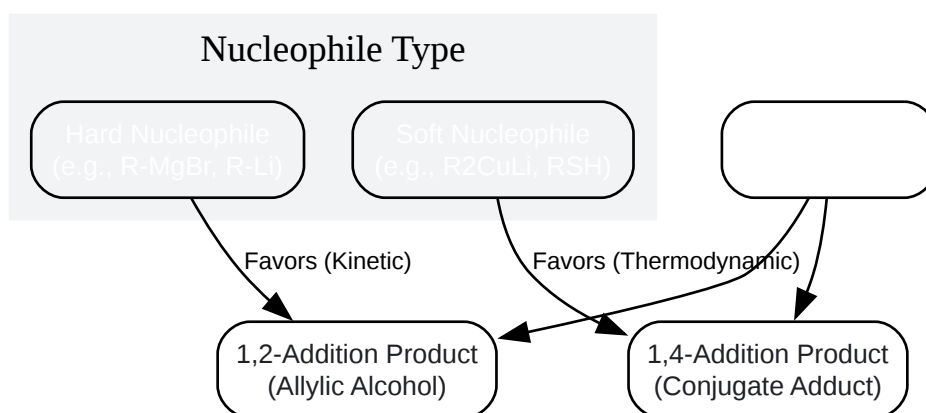 Nucleophile Type
Hard Nucleophile
(e.g., R-MgBr, R-Li)
Soft Nucleophile
(e.g., R2CuLi, RSH)
Favors (Kinetic)
Favors (Thermodynamic)
1,2-Addition Product
(Allylic Alcohol)
1,4-Addition Product
(Conjugate Adduct)